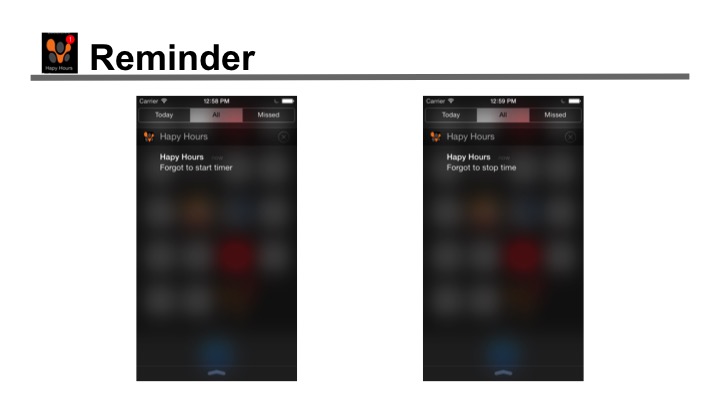 1
Hapy Hours
Reminder
Carrier 12:58 PM
Today All Missed
Hapy Hours
Hapy Hours
Forgot to start timer
Carrier 12:59 PM
Today All Missed
Hapy Hours
Hapy Hours
Forgot to stop time